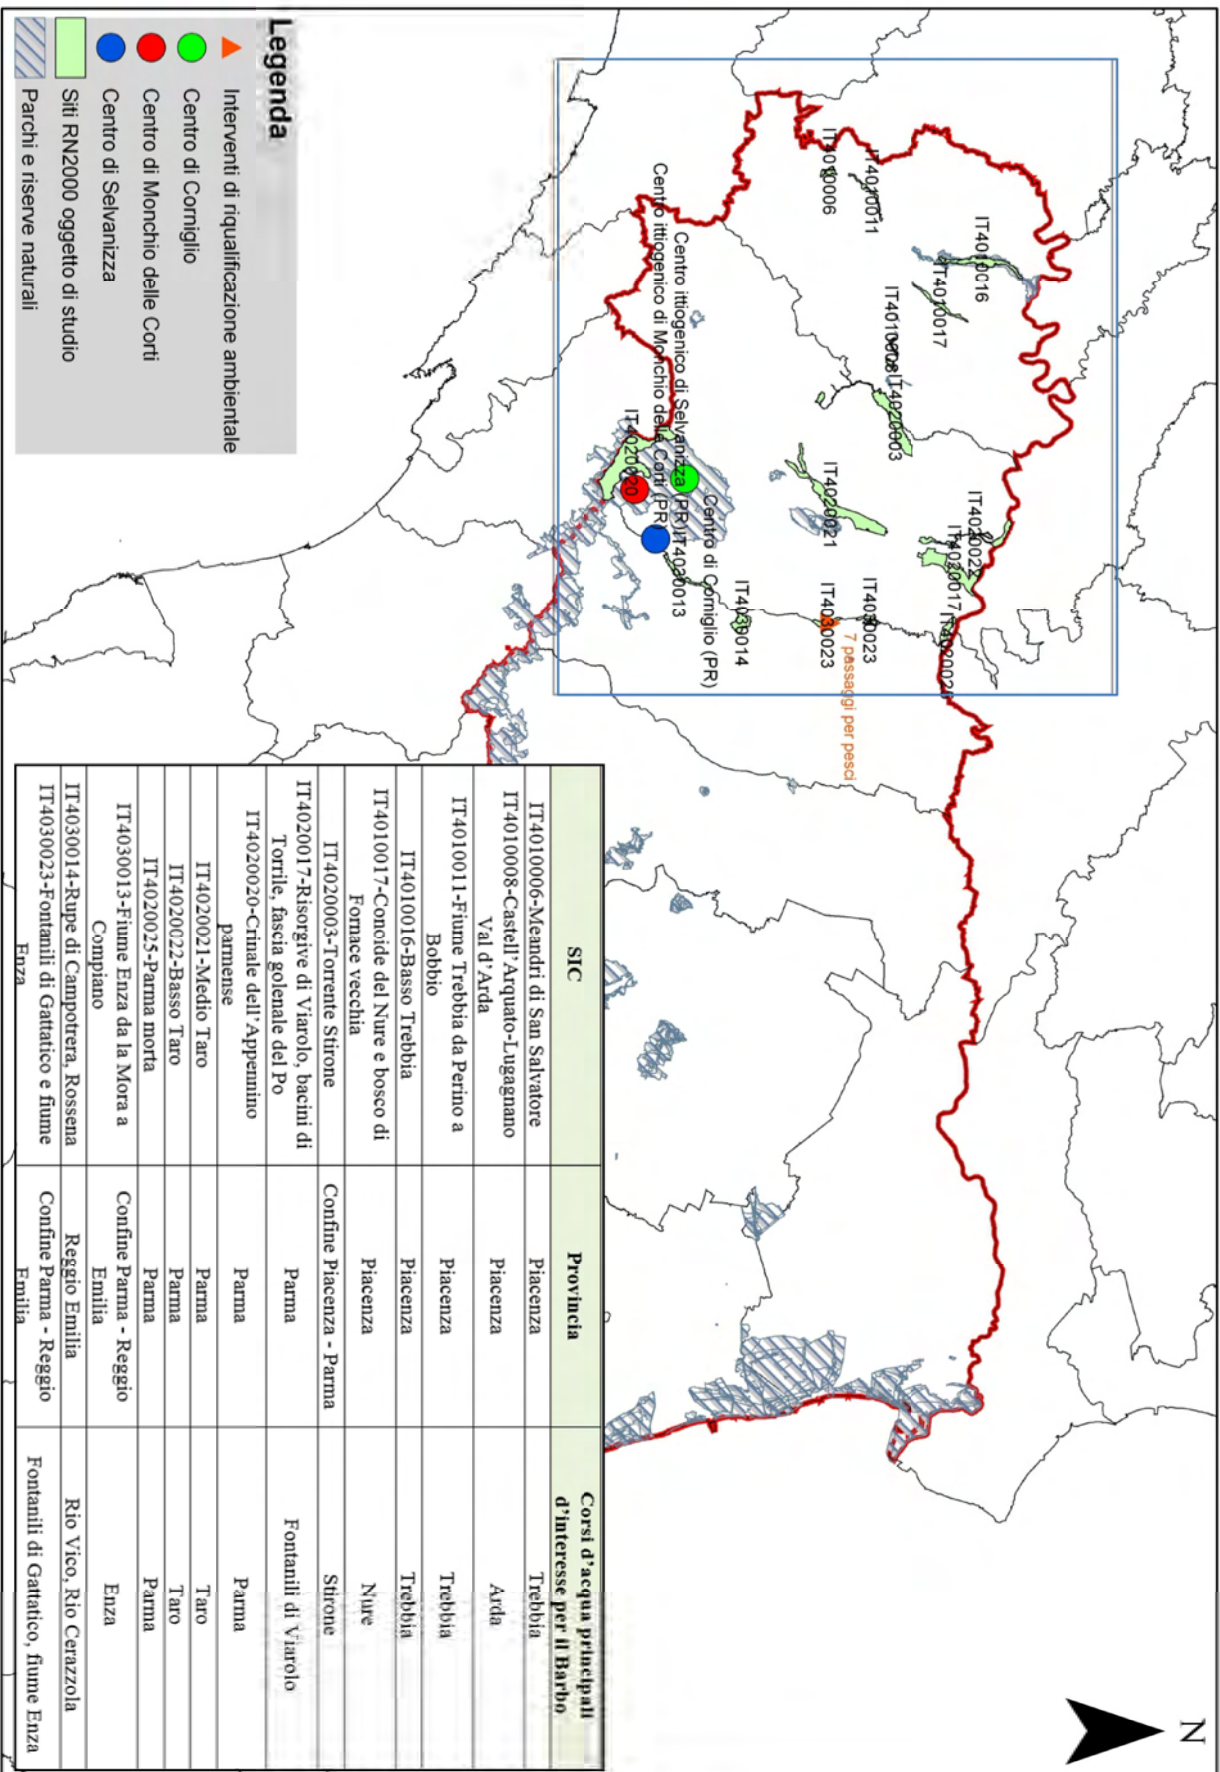 N
IT4010016
IT4010017
IT4010011
IT4010006
IT4010008
IT4020003
IT4020021
IT4020022
IT4020017
IT4030023
IT4030023
7 passaggi per pesci
IT4030014
Centro di Corniglio (PR)
Centro ittiogenico di Selvanizza (PR)
IT4030013
Centro ittiogenico di Monchio delle Corti (PR)
IT4020020
Legenda
Interventi di riqualificazione ambientale
Centro di Corniglio
Centro di Monchio delle Corti
Centro di Selvanizza
Siti RN2000 oggetto di studio
Parchi e riserve naturali
SIC Provincia Corsi d'acqua principali
d'interesse per il Barbo
IT4010006-Meandri di San Salvatore Piacenza Trebbia
IT4010008-Castell'Arquato-Lugagnano
Val d'Arda Piacenza Arda
IT4010011-Fiume Trebbia da Perino a
Bobbio Piacenza Trebbia
IT4010016-Basso Trebbia Piacenza Trebbia
IT4010017-Conoide del Nure e bosco di
Fornace vecchia Piacenza Nure
IT4020003-Torrente Stirone Confine Piacenza - Parma Stirone
IT4020017-Risorgive di Viarolo, bacini di
Torrile, fascia golenale del Po Parma Fontanili di Viarolo
IT4020020-Crinale dell'Appennino
parmense Parma Parma
IT4020021-Medio Taro Parma Taro
IT4020022-Basso Taro Parma Taro
IT4020025-Parma morta Parma Parma
IT4030013-Fiume Enza da la Mora a
Compiano Confine Parma - Reggio
Emilia Enza
IT4030014-Rupe di Campotrera, Rossena Reggio Emilia Rio Vico, Rio Cerazzola
IT4030023-Fontanili di Gattatico e fiume
Enza Confine Parma - Reggio
Emilia Fontanili di Gattatico, fiume Enza